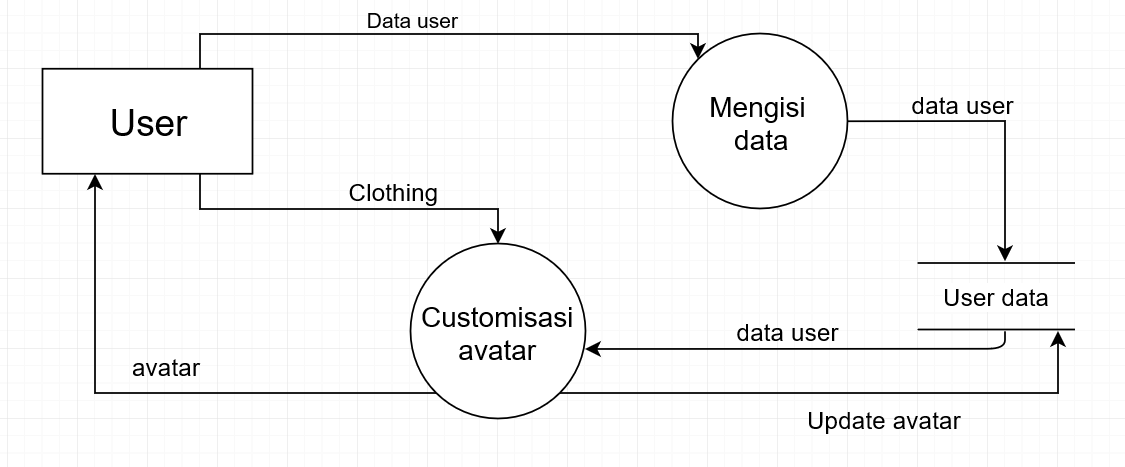 Data user
User
Mengisi
data
data user
Clothing
User data
Customisasi
avatar
data user
avatar
Update avatar